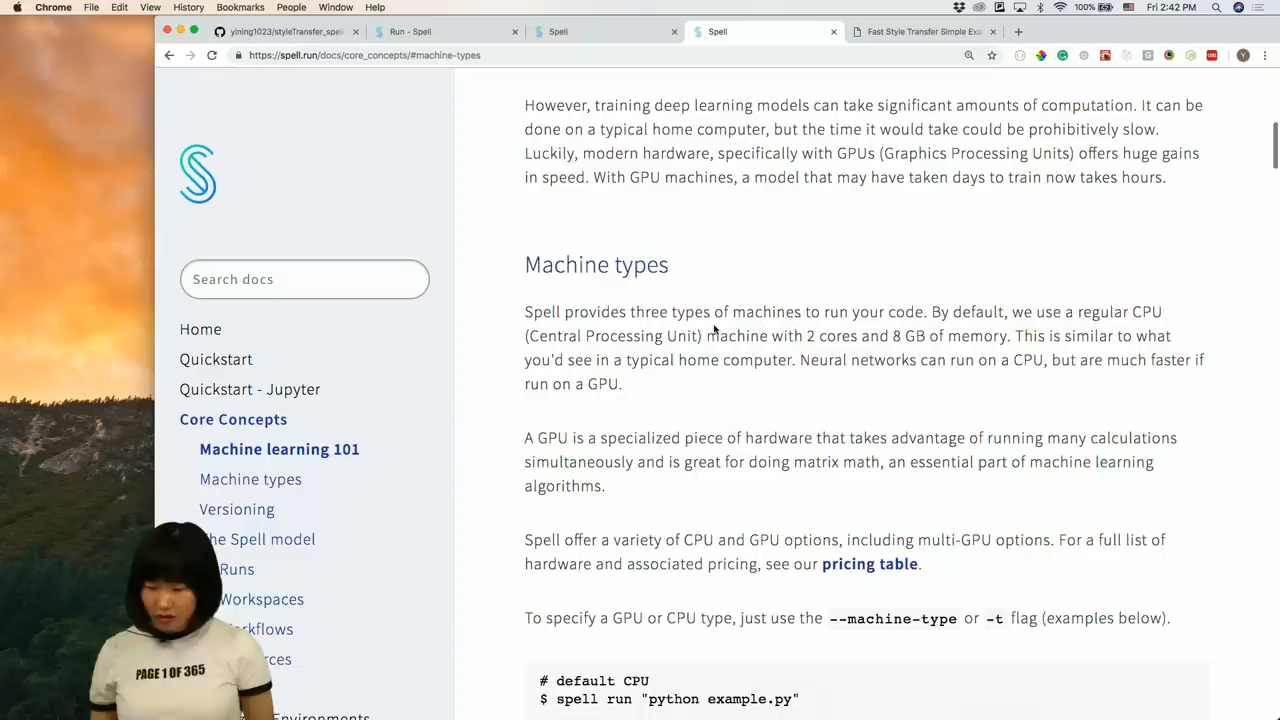 Chrome File Edit View History Bookmarks People Window Help
100% Fri 2:42 PM
yining1023/styleTransfer_spell
Run - Spell
Spell
Spell
Fast Style Transfer Simple Exa
https://spell.run/docs/core_concepts/#machine-types
However, training deep learning models can take significant amounts of computation. It can be
done on a typical home computer, but the time it would take could be prohibitively slow.
Luckily, modern hardware, specifically with GPUs (Graphics Processing Units) offers huge gains
in speed. With GPU machines, a model that may have taken days to train now takes hours.
Search docs
Home
Quickstart
Quickstart - Jupyter
Core Concepts
Machine learning 101
Machine types
Versioning
he Spell model
Runs
Workspaces
rkflows
rces
Environments
PAGE 1 OF 365
Machine types
Spell provides three types of machines to run your code. By default, we use a regular CPU
(Central Processing Unit) machine with 2 cores and 8 GB of memory. This is similar to what
you'd see in a typical home computer. Neural networks can run on a CPU, but are much faster if
run on a GPU.
A GPU is a specialized piece of hardware that takes advantage of running many calculations
simultaneously and is great for doing matrix math, an essential part of machine learning
algorithms.
Spell offer a variety of CPU and GPU options, including multi-GPU options. For a full list of
hardware and associated pricing, see our pricing table.
To specify a GPU or CPU type, just use the --machine-type or -t flag (examples below).
# default CPU
$ spell run "python example.py"